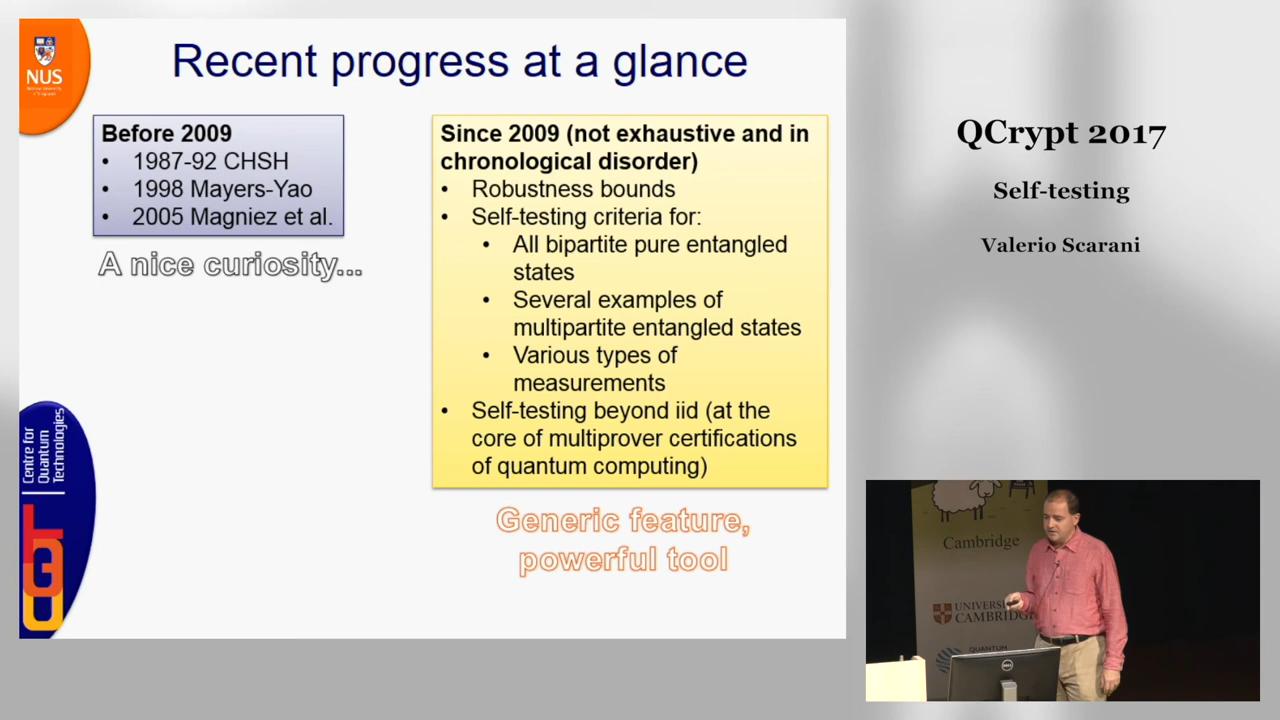 Recent progress at a glance
NUS
Before 2009
• 1987-92 CHSH
• 1998 Mayers-Yao
• 2005 Magniez et al.
A nice curiosity...
Since 2009 (not exhaustive and in
chronological disorder)
• Robustness bounds
• Self-testing criteria for:
• All bipartite pure entangled
states
• Several examples of
multipartite entangled states
• Various types of
measurements
• Self-testing beyond iid (at the
core of multiprover certifications
of quantum computing)
Generic feature,
powerful tool
Centre for
Quantum
Technologies
CQT
QCrypt 2017
Self-testing
Valerio Scarani
Cambridge
CAMBRIDGE
QUANTUM
DELL